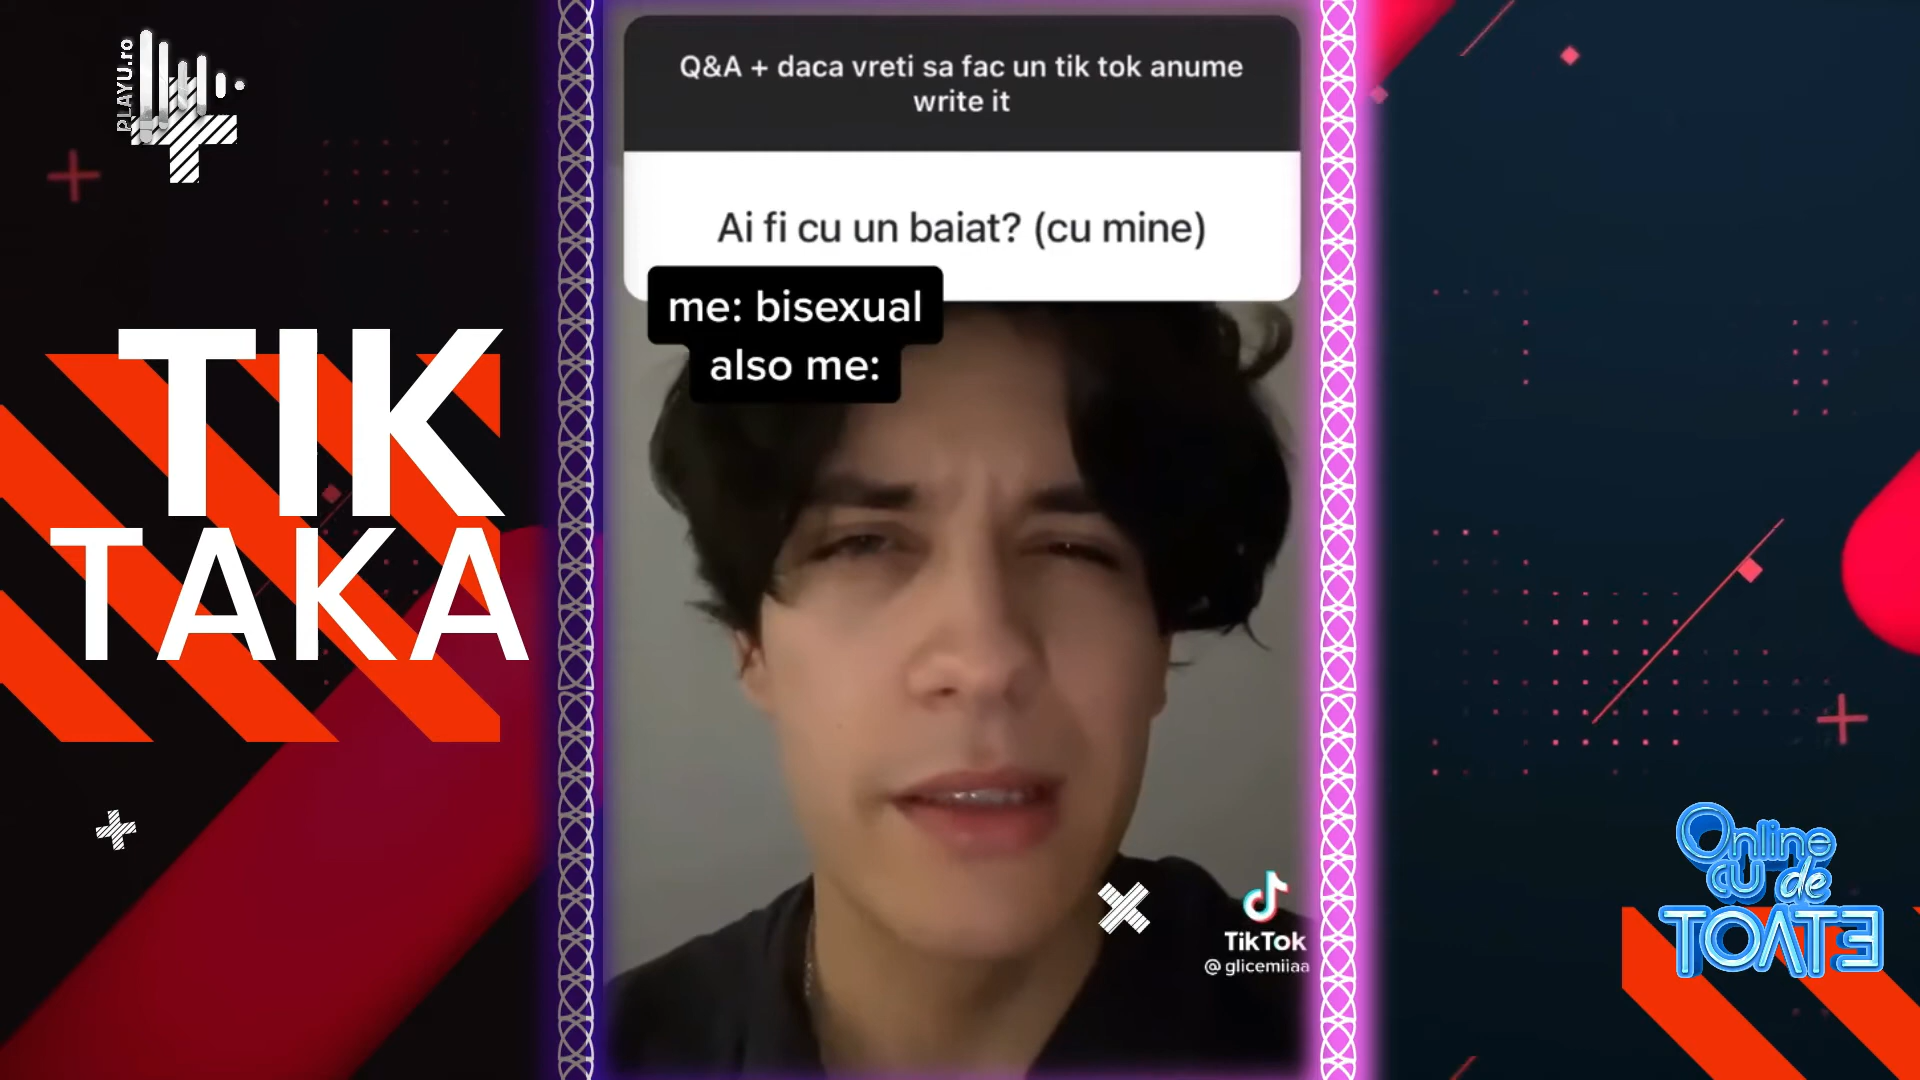 PLAYU.ro
Q&A + daca vreti sa fac un tik tok anume
write it
Ai fi cu un baiat? (cu mine)
me: bisexual
also me:
TIK
TAKA
TikTok
@glicemiiaa
Online
cu de
TOATE